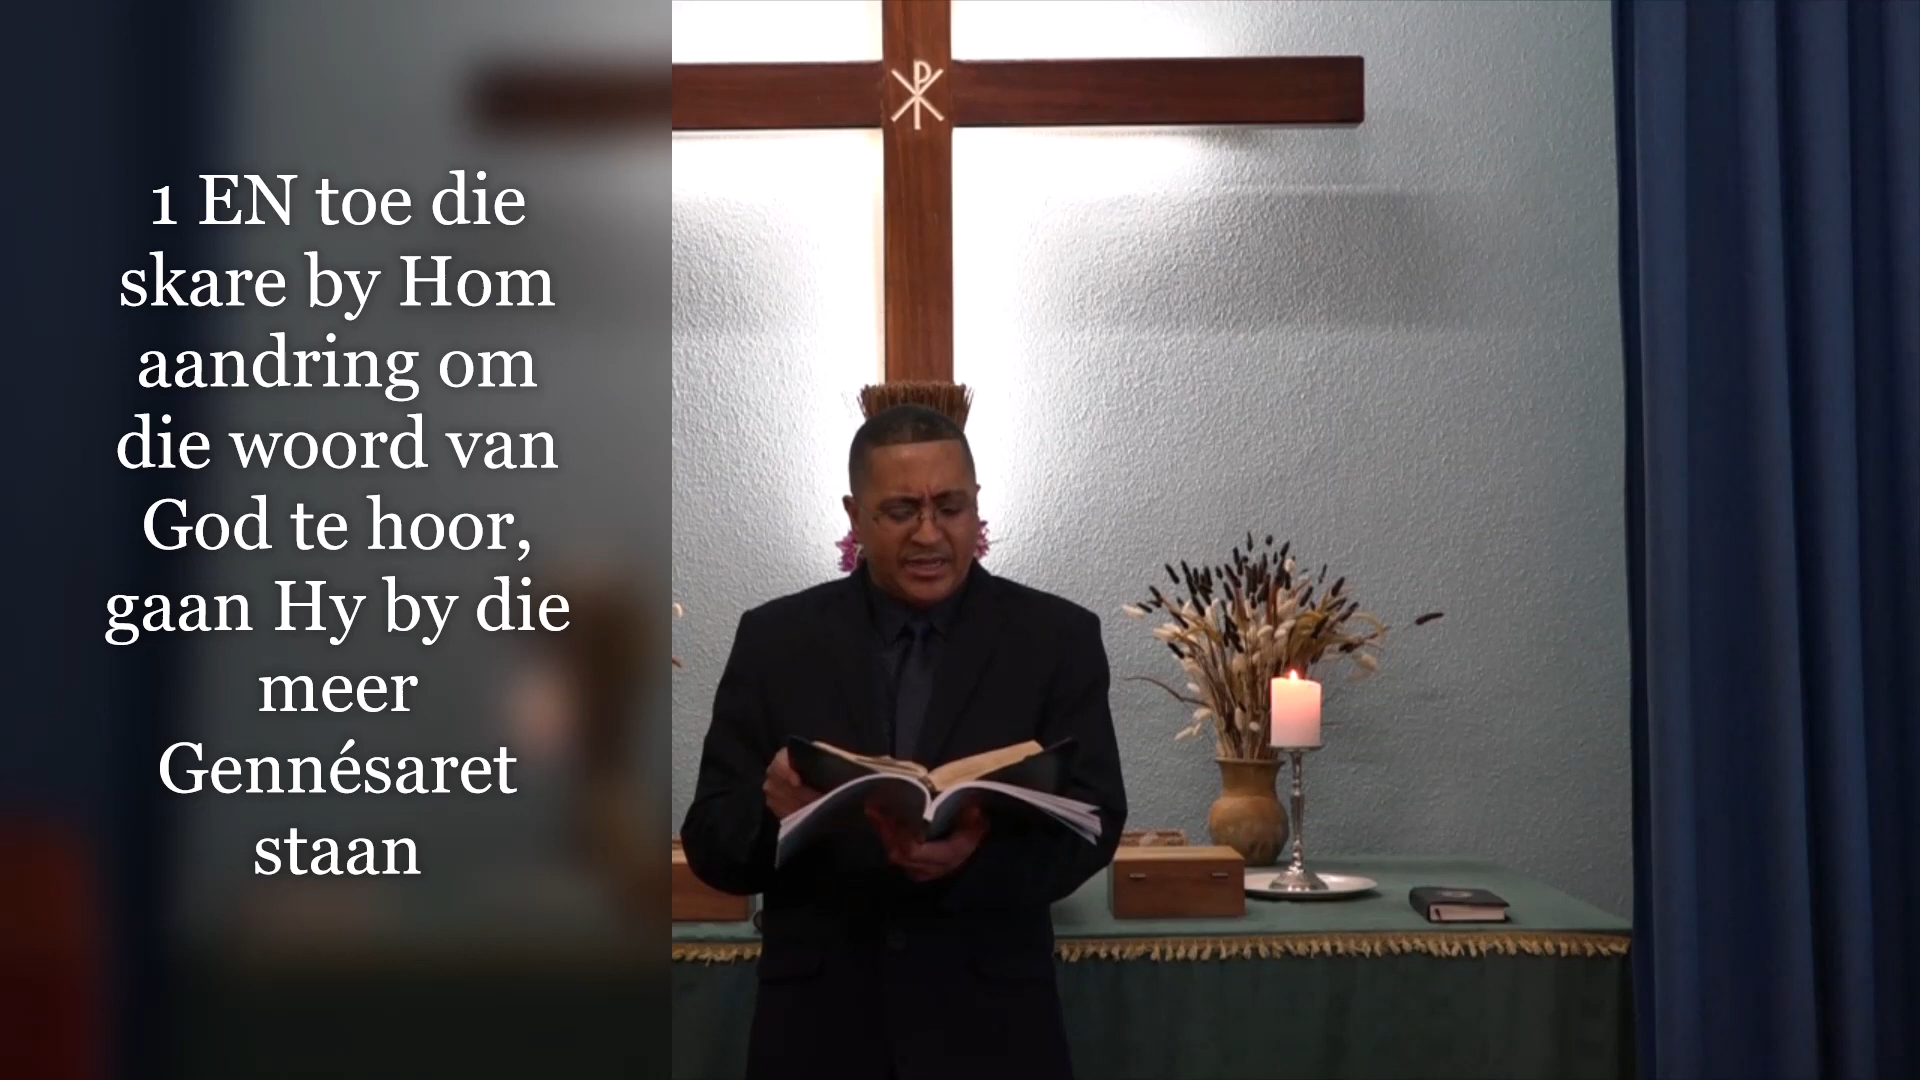 1 EN toe die
skare by Hom
aandring om
die woord van
God te hoor,
gaan Hy by die
meer
Gennésaret
staan